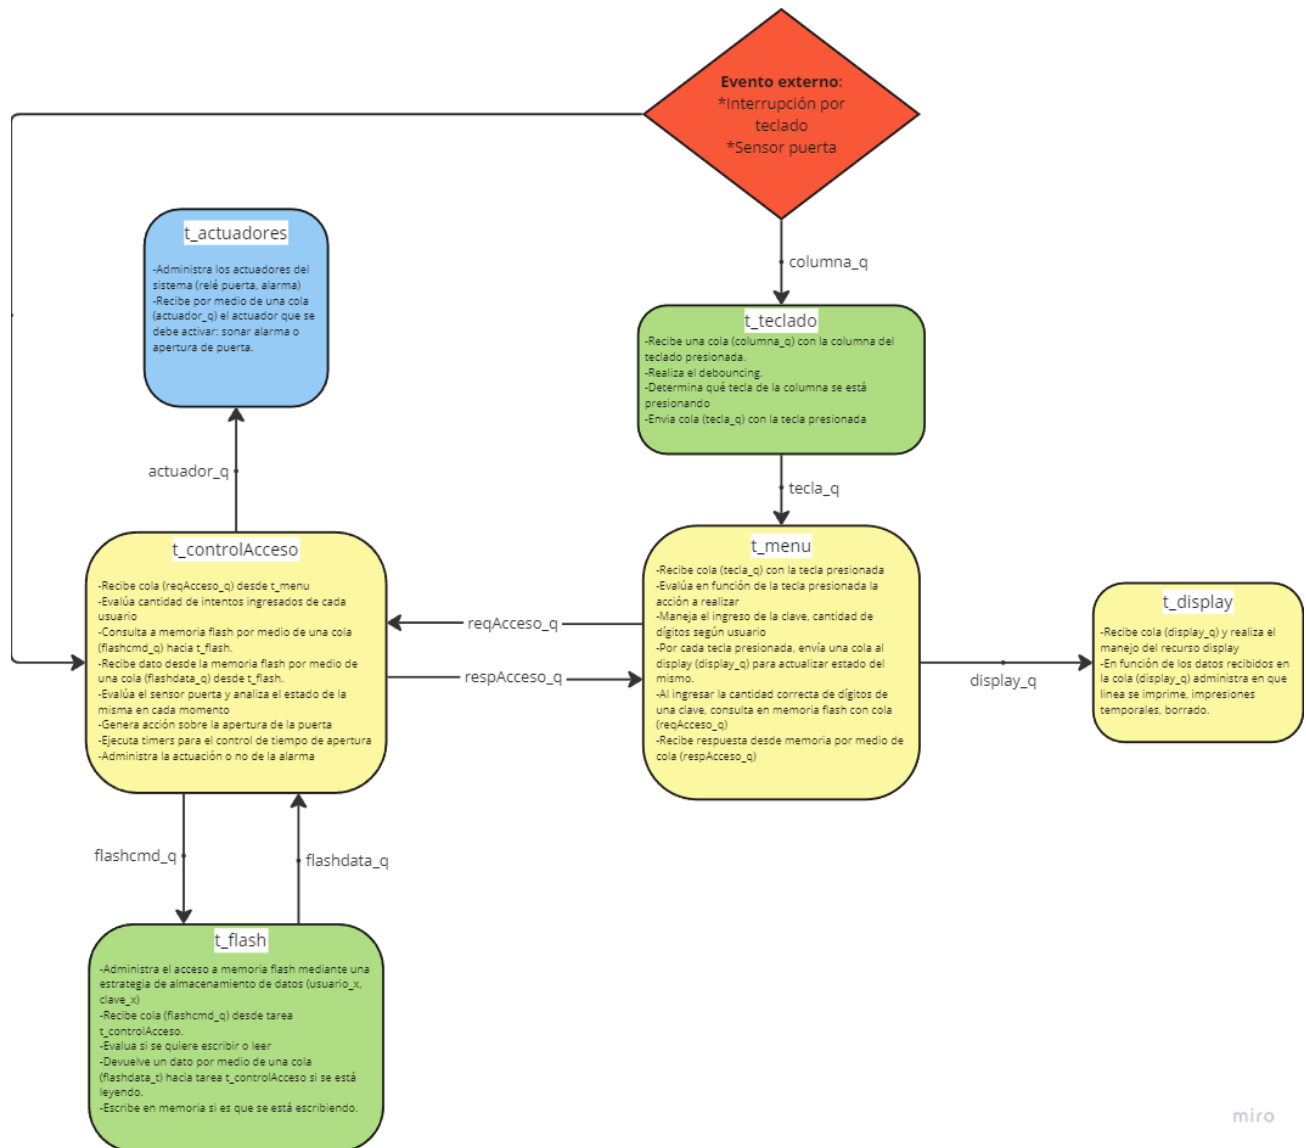 Evento externo:
*Interrupción por
teclado
*Sensor puerta
columna_q
t_actuadores
-Administra los actuadores del
sistema (relé puerta, alarma)
-Recibe por medio de una cola
(actuador_q) el actuador que se
debe activar: sonar alarma o
apertura de puerta.
t_teclado
-Recibe una cola (columna_q) con la columna del
teclado presionada.
-Realiza el debouncing.
-Determina qué tecla de la columna se está
presionando
-Envia cola (tecla_q) con la tecla presionada
actuador_q
tecla_q
t_controlAcceso
-Recibe cola (reqAcceso_q) desde t_menu
-Evalúa cantidad de intentos ingresados de cada
usuario
-Consulta a memoria flash por medio de una cola
(flashcmd_q) hacia t_flash.
-Recibe dato desde la memoria flash por medio de
una cola (flashdata_q) desde t_flash.
-Evalúa el sensor puerta y analiza el estado de la
misma en cada momento
-Genera acción sobre la apertura de la puerta
-Ejecuta timers para el control de tiempo de apertura
-Administra la actuación o no de la alarma
reqAcceso_q
respAcceso_q
t_menu
-Recibe cola (tecla_q) con la tecla presionada
-Evalúa en función de la tecla presionada la
acción a realizar
-Maneja el ingreso de la clave, cantidad de
dígitos según usuario
-Por cada tecla presionada, envía una cola al
display (display_q) para actualizar estado del
mismo.
-Al ingresar la cantidad correcta de dígitos de
una clave, consulta en memoria flash con cola
(reqAcceso_q)
-Recibe respuesta desde memoria por medio de
cola (respAcceso_q)
display_q
t_display
-Recibe cola (display_q) y realiza el
manejo del recurso display
-En función de los datos recibidos en
la cola (display_q) administra en que
linea se imprime, impresiones
temporales, borrado.
flashcmd_q
flashdata_q
t_flash
-Administra el acceso a memoria flash mediante una
estrategia de almacenamiento de datos (usuario_x,
clave_x)
-Recibe cola (flashcmd_q) desde tarea
t_controlAcceso.
-Evalua si se quiere escribir o leer
-Devuelve un dato por medio de una cola
(flashdata_t) hacia tarea t_controlAcceso si se está
leyendo.
-Escribe en memoria si es que se está escribiendo.
miro